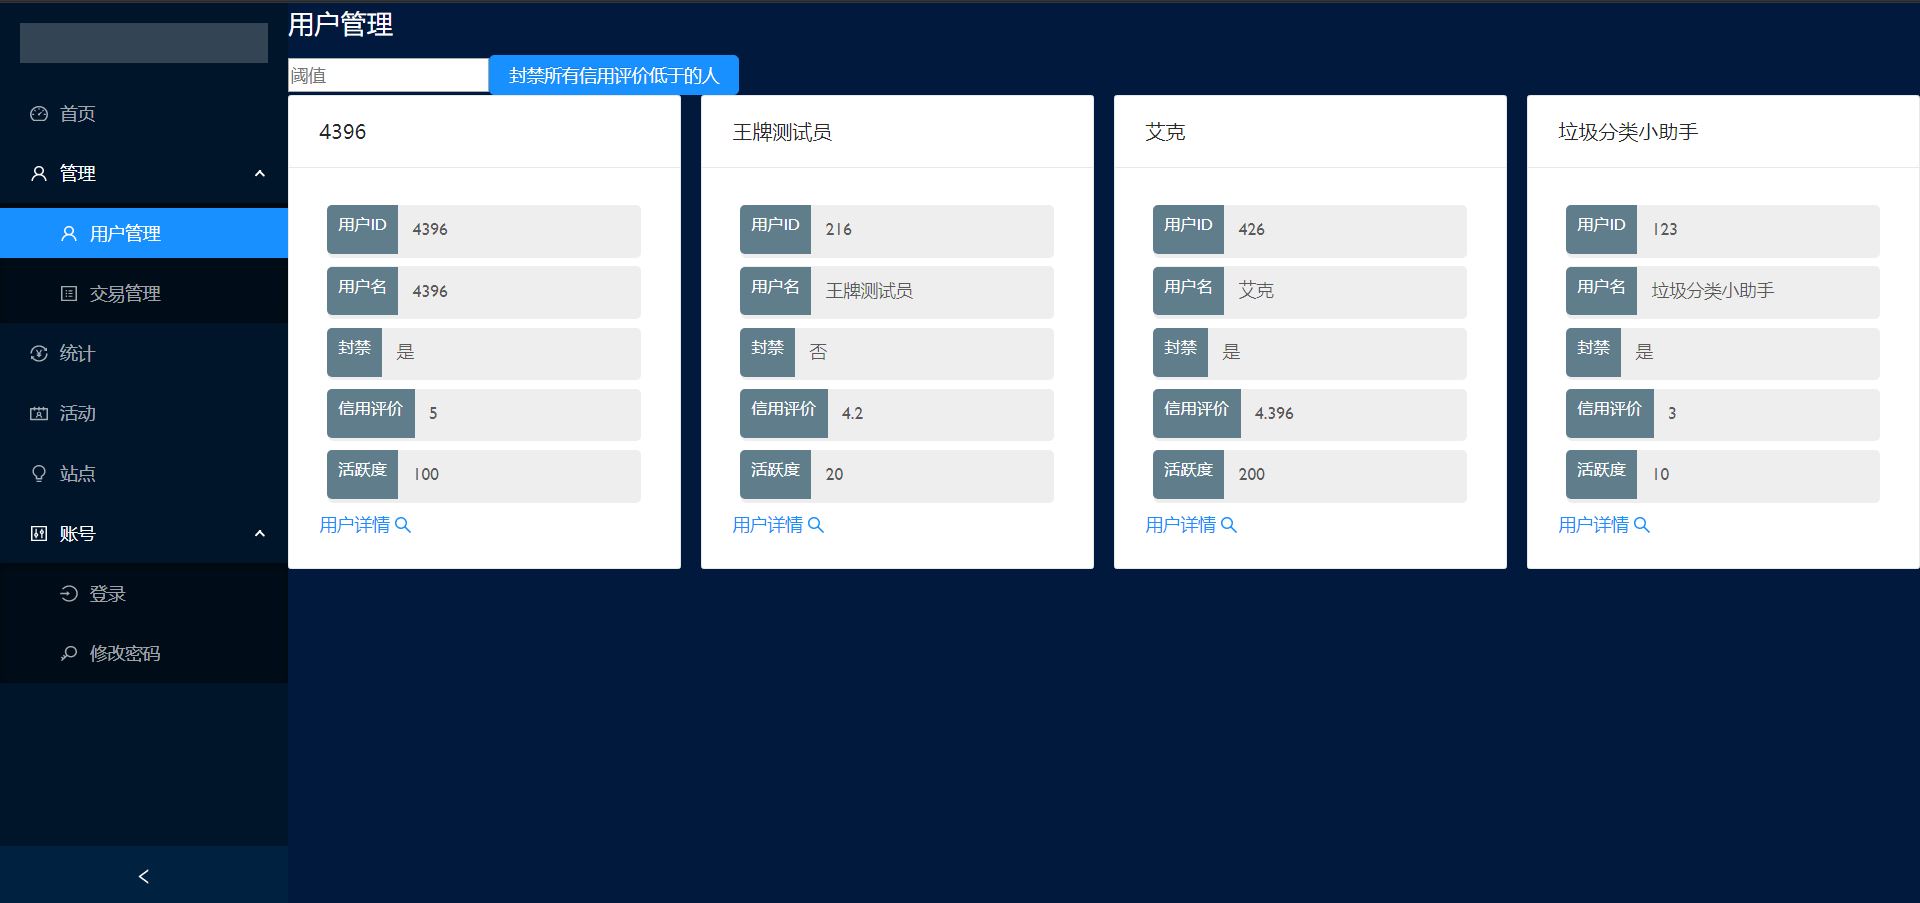 用户管理
阈值
封禁所有信用评价低于的人
首页
管理
用户管理
交易管理
统计
活动
站点
账号
登录
修改密码
4396
用户ID 4396
用户名 4396
封禁 是
信用评价 5
活跃度 100
用户详情
王牌测试员
用户ID 216
用户名 王牌测试员
封禁 否
信用评价 4.2
活跃度 20
用户详情
艾克
用户ID 426
用户名 艾克
封禁 是
信用评价 4.396
活跃度 200
用户详情
垃圾分类小助手
用户ID 123
用户名 垃圾分类小助手
封禁 是
信用评价 3
活跃度 10
用户详情